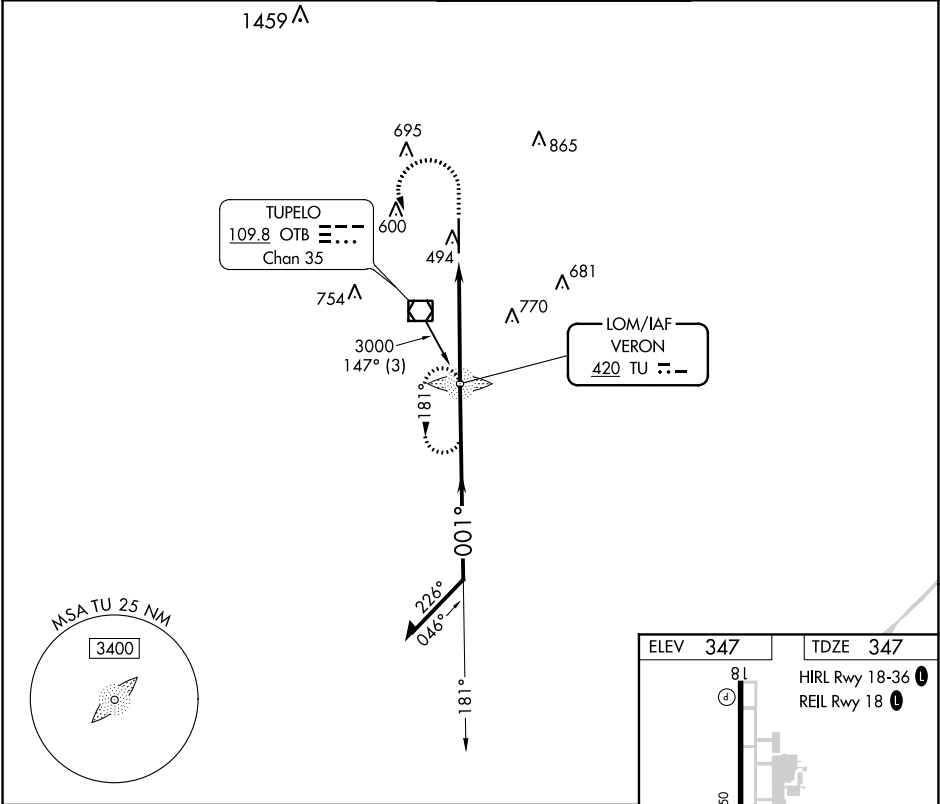 1459
695
865
TUPELO
109.8 OTB
Chan 35
600
494
681
754
770
LOM/IAF
VERON
420 TU
3000
147° (3)
181°
001°
226°
046°
181°
MSA TU 25 NM
3400
ELEV 347
TDZE 347
18
HIRL Rwy 18-36 L
REIL Rwy 18 L
P